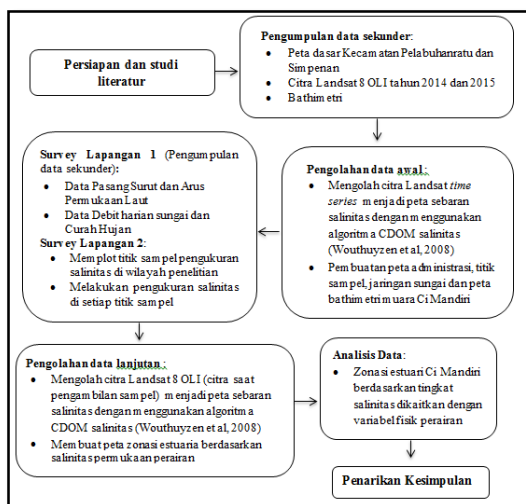 Persiapan dan studi
literatur
Pengumpulan data sekunder:
• Peta dasar Kecamatan Pelabuhanratu dan
Simpenan
• Citra Landsat 8 OLI tahun 2014 dan 2015
• Bathimetri
Pengolahan data awal :
• Mengolah citra Landsat time
series menjadi peta sebaran
salinitas dengan menggunakan
algoritma CDOM salinitas
(Wouthuyzen et al, 2008)
• Pembuatan peta administrasi, titik
sampel, jaringan sungai dan peta
bathimetri muara Ci Mandiri
Survey Lapangan 1 (Pengumpulan
data sekunder):
• Data Pasang Surut dan Arus
Permukaan Laut
• Data Debit harian sungai dan
Curah Hujan
Survey Lapangan 2:
• Memplot titik sampel pengukuran
salinitas di wilayah penelitian
• Melakukan pengukuran salinitas
di setiap titik sampel
Pengolahan data lanjutan :
• Mengolah citra Landsat 8 OLI (citra saat
pengambilan sampel) menjadi peta sebaran
salinitas dengan menggunakan algoritma
CDOM salinitas (Wouthuyzen et al, 2008)
• Membuat peta zonasi estuaria berdasarkan
salinitas permukaan perairan
Analisis Data:
• Zonasi estuari Ci Mandiri
berdasarkan tingkat
salinitas dikaitkan dengan
variabel fisik perairan
Penarikan Kesimpulan